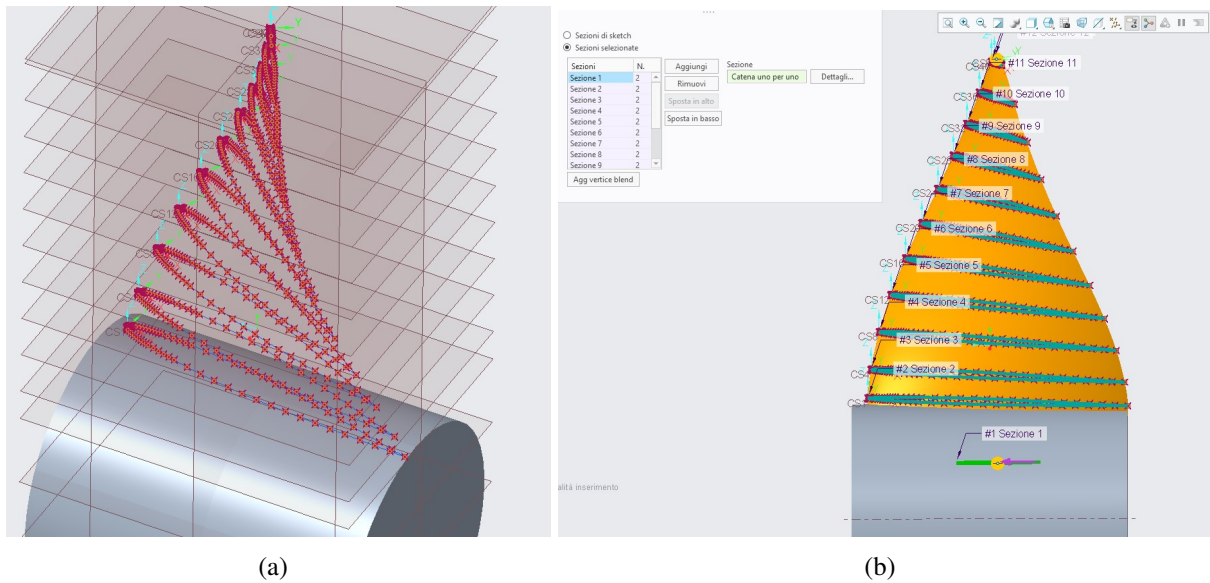 Y
CS
Sezioni di sketch
Sezioni selezionate
Sezioni N.
Sezione 1 2
Sezione 2 2
Sezione 3 2
Sezione 4 2
Sezione 5 2
Sezione 6 2
Sezione 7 2
Sezione 8 2
Sezione 9 2
Agg vertice blend
Aggiungi
Rimuovi
Sposta in alto
Sposta in basso
Sezione
Catena uno per uno
Dettagli...
#11 Sezione 11
#10 Sezione 10
#9 Sezione 9
#8 Sezione 8
#7 Sezione 7
#6 Sezione 6
#5 Sezione 5
#4 Sezione 4
#3 Sezione 3
#2 Sezione 2
#1 Sezione 1
alitá inserimento
(a)
(b)